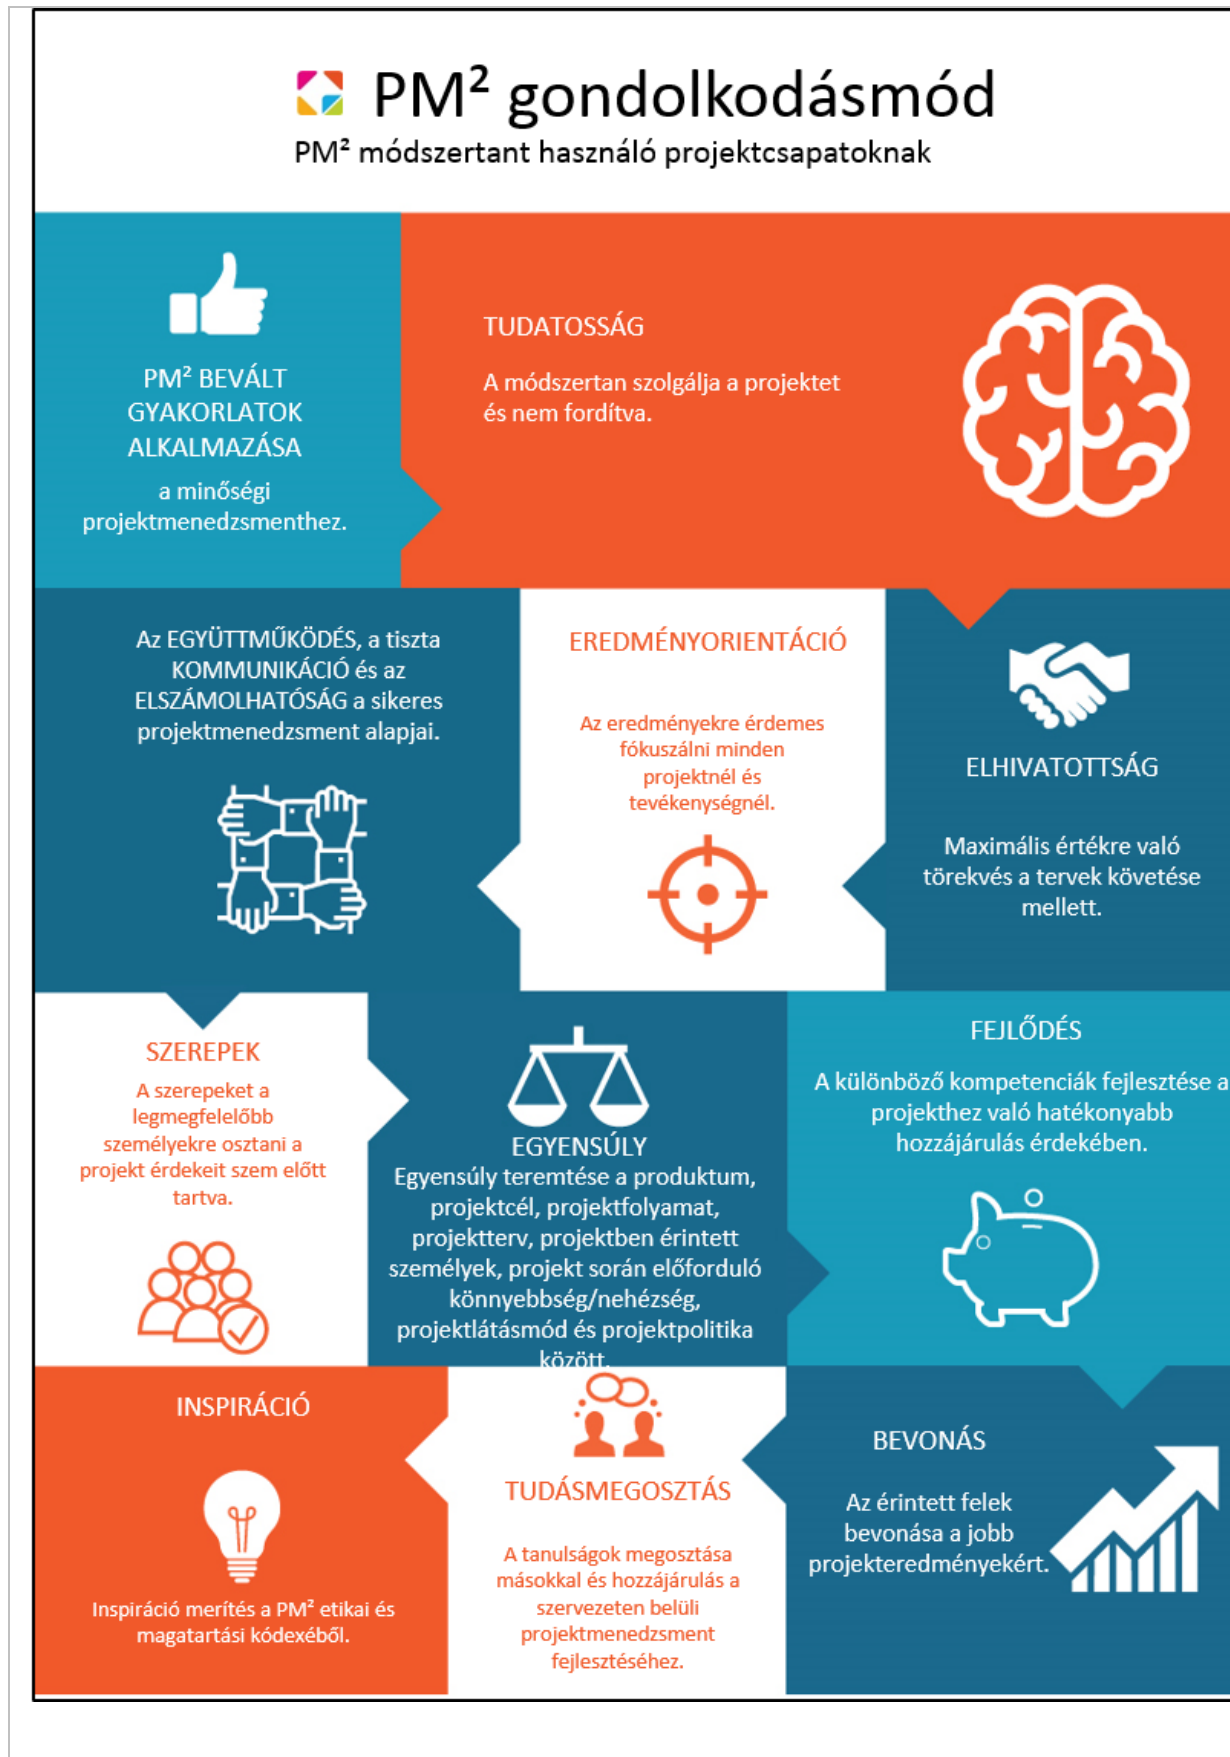 PM² gondolkodásmód
PM² módszertant használó projektcsapatoknak
PM² BEVÁLT
GYAKORLATOK
ALKALMAZÁSA
a minőségi
projektmenedzsmenthez.
TUDATOSSÁG
A módszertan szolgálja a projektet
és nem fordítva.
Az EGYÜTTMŰKÖDÉS, a tiszta
KOMMUNIKÁCIÓ és az
ELSZÁMOLHATÓSÁG a sikeres
projektmenedzsment alapjai.
EREDMÉNYORIENTÁCIÓ
Az eredményekre érdemes
fókuszálni minden
projektnél és
tevékenységnél.
ELHIVATOTTSÁG
Maximális értékre való
törekvés a tervek követése
mellett.
SZEREPEK
A szerepeket a
legmegfelelőbb
személyekre osztani a
projekt érdekeit szem előtt
tartva.
EGYENSÚLY
Egyensúly teremtése a produktum,
projektcél, projektfolyamat,
projektterv, projektben érintett
személyek, projekt során előforduló
könnyebbség/nehézség,
projektlátásmód és projektpolitika
között.
FEJLŐDÉS
A különböző kompetenciák fejlesztése a
projekthez való hatékonyabb
hozzájárulás érdekében.
INSPIRÁCIÓ
Inspiráció merítés a PM² etikai és
magatartási kódexéből.
TUDÁSMEGOSZTÁS
A tanulságok megosztása
másokkal és hozzájárulás a
szervezeten belüli
projektmenedzsment
fejlesztéséhez.
BEVONÁS
Az érintett felek
bevonása a jobb
projekteredményekért.